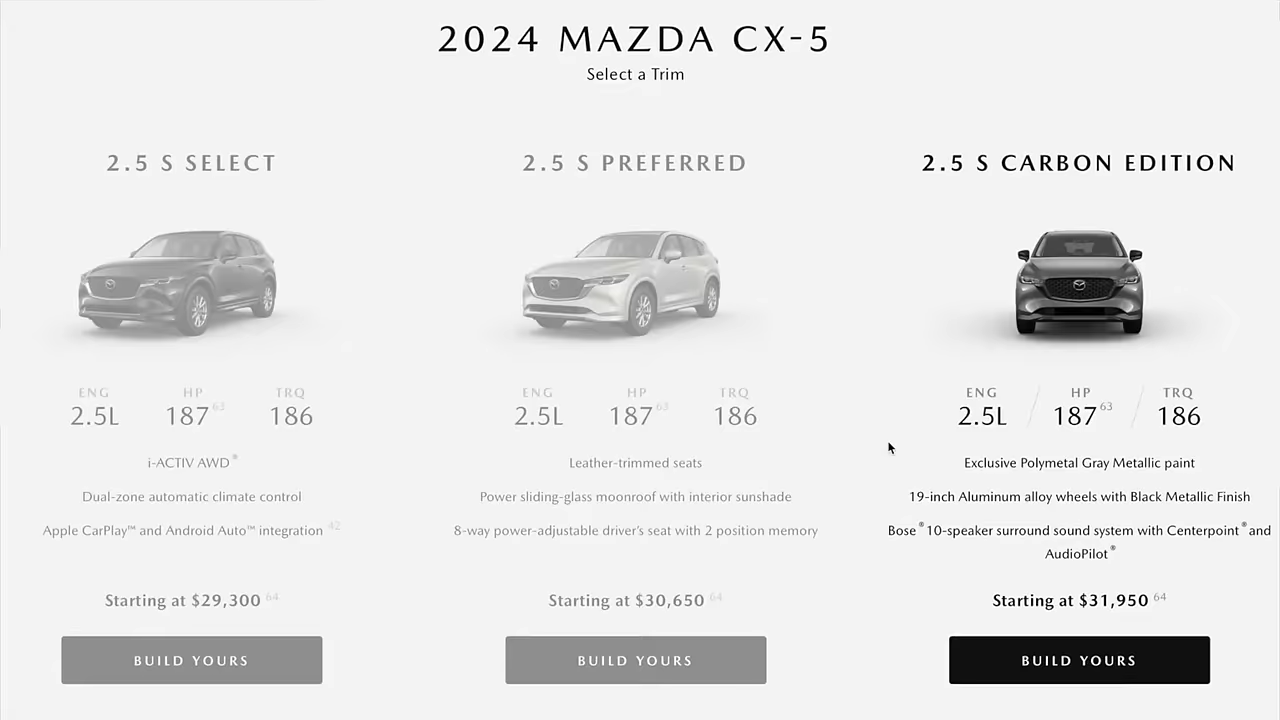 2024 MAZDA CX-5
Select a Trim
2.5 S SELECT
ENG HP TRQ
2.5L 187 63 186
i-ACTIV AWD®
Dual-zone automatic climate control
Apple CarPlay™ and Android Auto™ integration 42
Starting at $29,300 64
BUILD YOURS
2.5 S PREFERRED
ENG HP TRQ
2.5L 187 63 186
Leather-trimmed seats
Power sliding-glass moonroof with interior sunshade
8-way power-adjustable driver's seat with 2 position memory
Starting at $30,650 64
BUILD YOURS
2.5 S CARBON EDITION
ENG HP TRQ
2.5L 187 63 186
Exclusive Polymetal Gray Metallic paint
19-inch Aluminum alloy wheels with Black Metallic Finish
Bose® 10-speaker surround sound system with Centerpoint® and
AudioPilot®
Starting at $31,950 64
BUILD YOURS